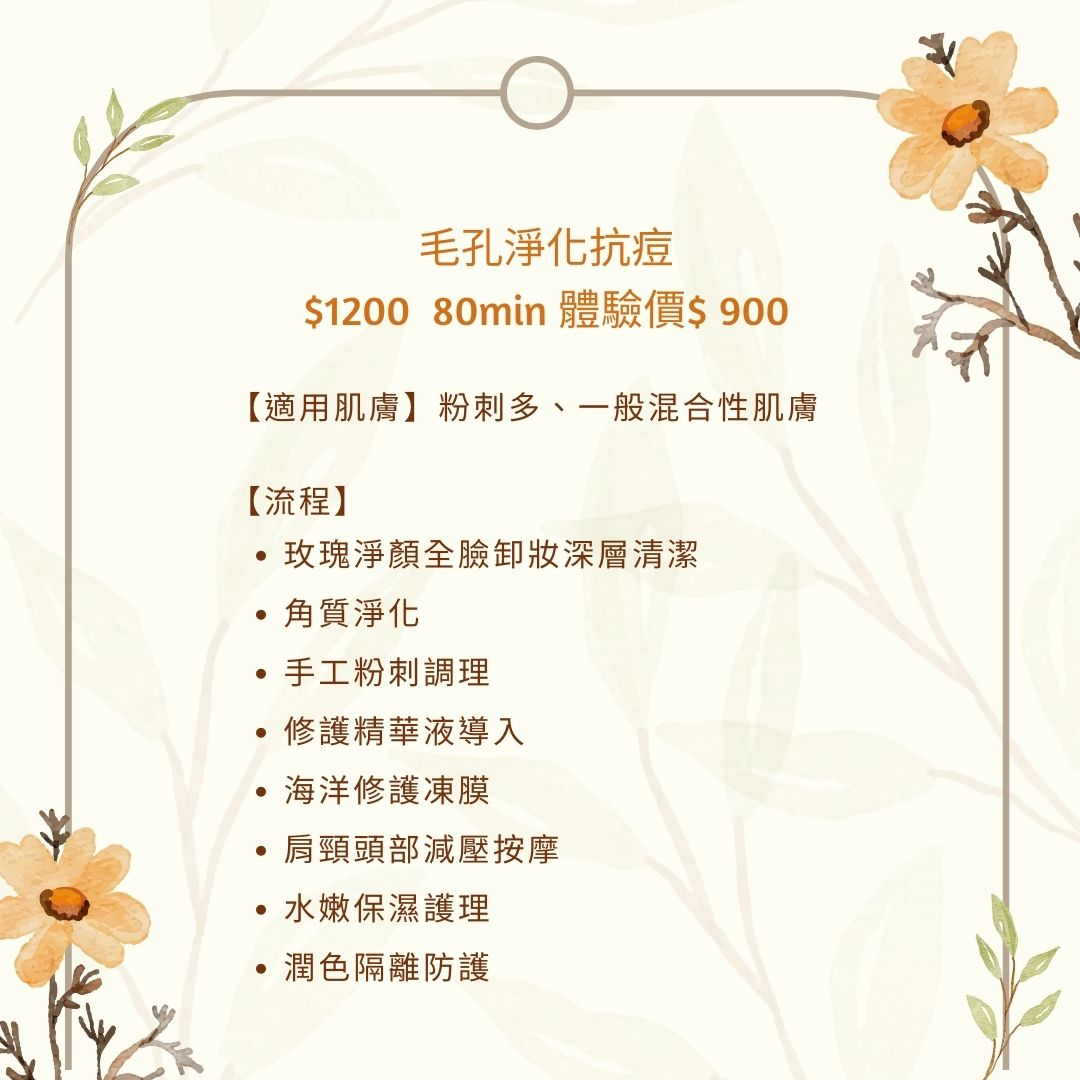 毛孔淨化抗痘
$1200 80min 體驗價$ 900
【適用肌膚】粉刺多、一般混合性肌膚
【流程】
• 玫瑰淨顏全臉卸妝深層清潔
• 角質淨化
• 手工粉刺調理
• 修護精華液導入
• 海洋修護凍膜
• 肩頸頭部減壓按摩
• 水嫩保濕護理
• 潤色隔離防護